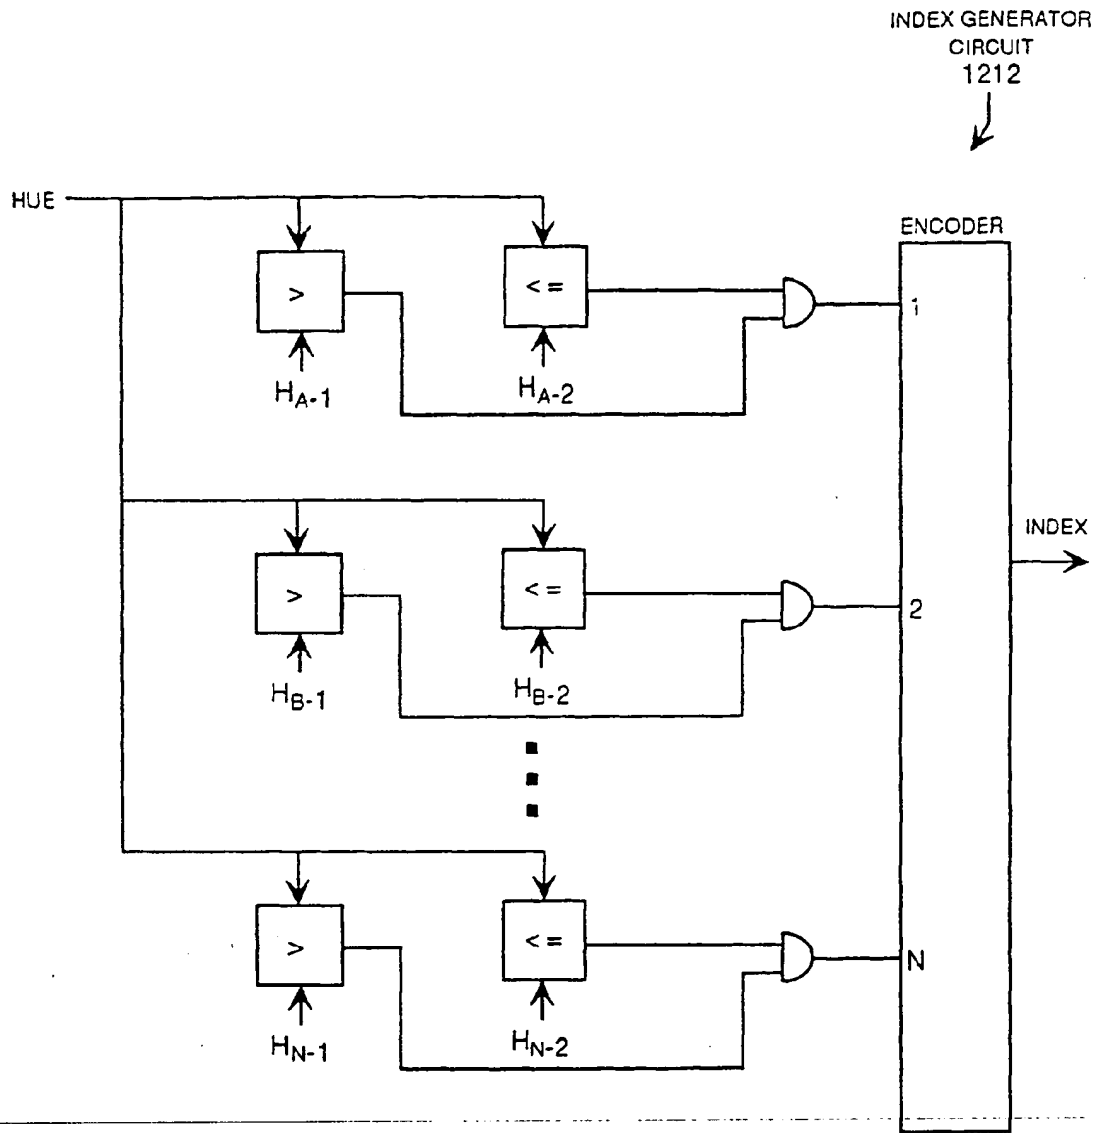 INDEX GENERATOR
CIRCUIT
1212
HUE
ENCODER
>
<=
1
HA-1
HA-2
INDEX
>
<=
2
HB-1
HB-2
>
<=
N
HN-1
HN-2